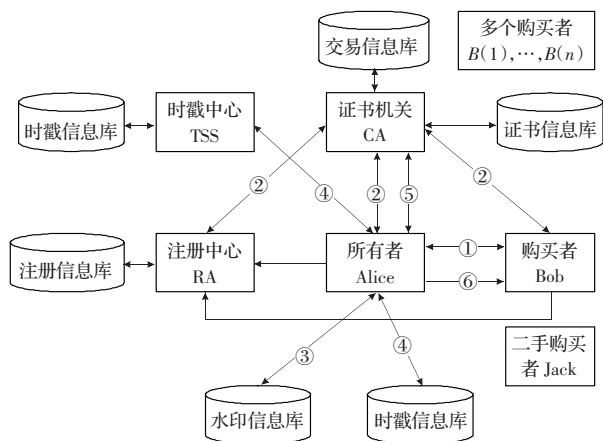 交易信息库
多个购买者
B(1),…,B(n)
时戳信息库
时戳中心
TSS
证书机关
CA
证书信息库
②
④
②
⑤
②
注册信息库
注册中心
RA
所有者
Alice
①
⑥
购买者
Bob
③
④
二手购买
者 Jack
水印信息库
时戳信息库